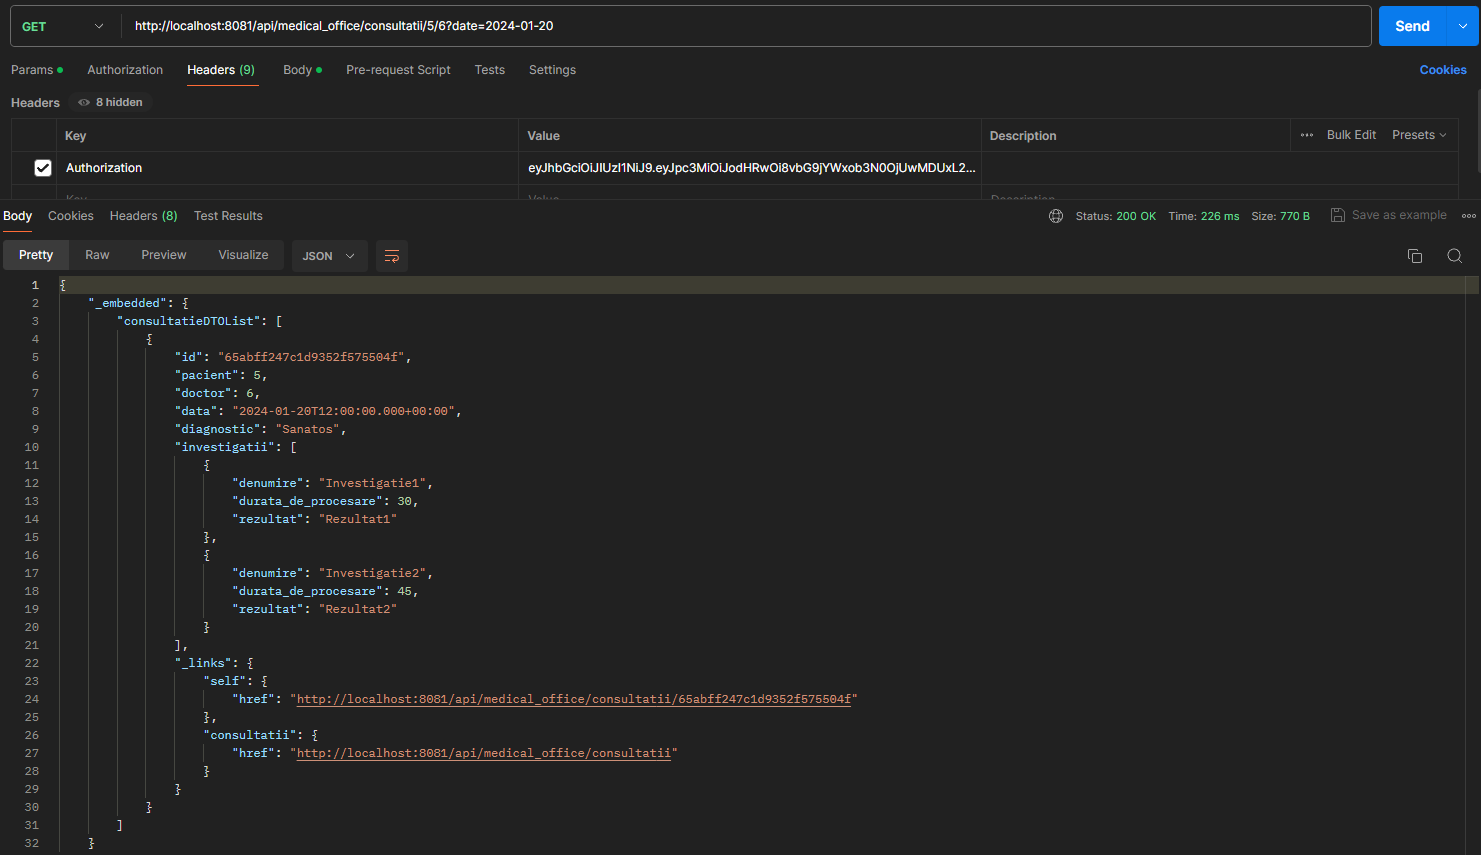 GET http://localhost:8081/api/medical_office/consultatii/5/6?date=2024-01-20 Send
Params Authorization Headers (9) Body Pre-request Script Tests Settings Cookies
Headers 8 hidden
Key Value Description Bulk Edit Presets
Authorization eyJhbGciOiJIUzI1NiJ9.eyJpc3MiOiJodHRwOi8vbG9jYWxob3N0OjUwMDUxL2...
Key Value Description
Body Cookies Headers (8) Test Results Status: 200 OK Time: 226 ms Size: 770 B Save as example
Pretty Raw Preview Visualize JSON
1 {
2 "_embedded": {
3 "consultatieDTOList": [
4 {
5 "id": "65abff247c1d9352f575504f",
6 "pacient": 5,
7 "doctor": 6,
8 "data": "2024-01-20T12:00:00.000+00:00",
9 "diagnostic": "Sanatos",
10 "investigatii": [
11 {
12 "denumire": "Investigatie1",
13 "durata_de_procesare": 30,
14 "rezultat": "Rezultat1"
15 },
16 {
17 "denumire": "Investigatie2",
18 "durata_de_procesare": 45,
19 "rezultat": "Rezultat2"
20 }
21 ],
22 "_links": {
23 "self": {
24 "href": "http://localhost:8081/api/medical_office/consultatii/65abff247c1d9352f575504f"
25 },
26 "consultatii": {
27 "href": "http://localhost:8081/api/medical_office/consultatii"
28 }
29 }
30 }
31 ]
32 }